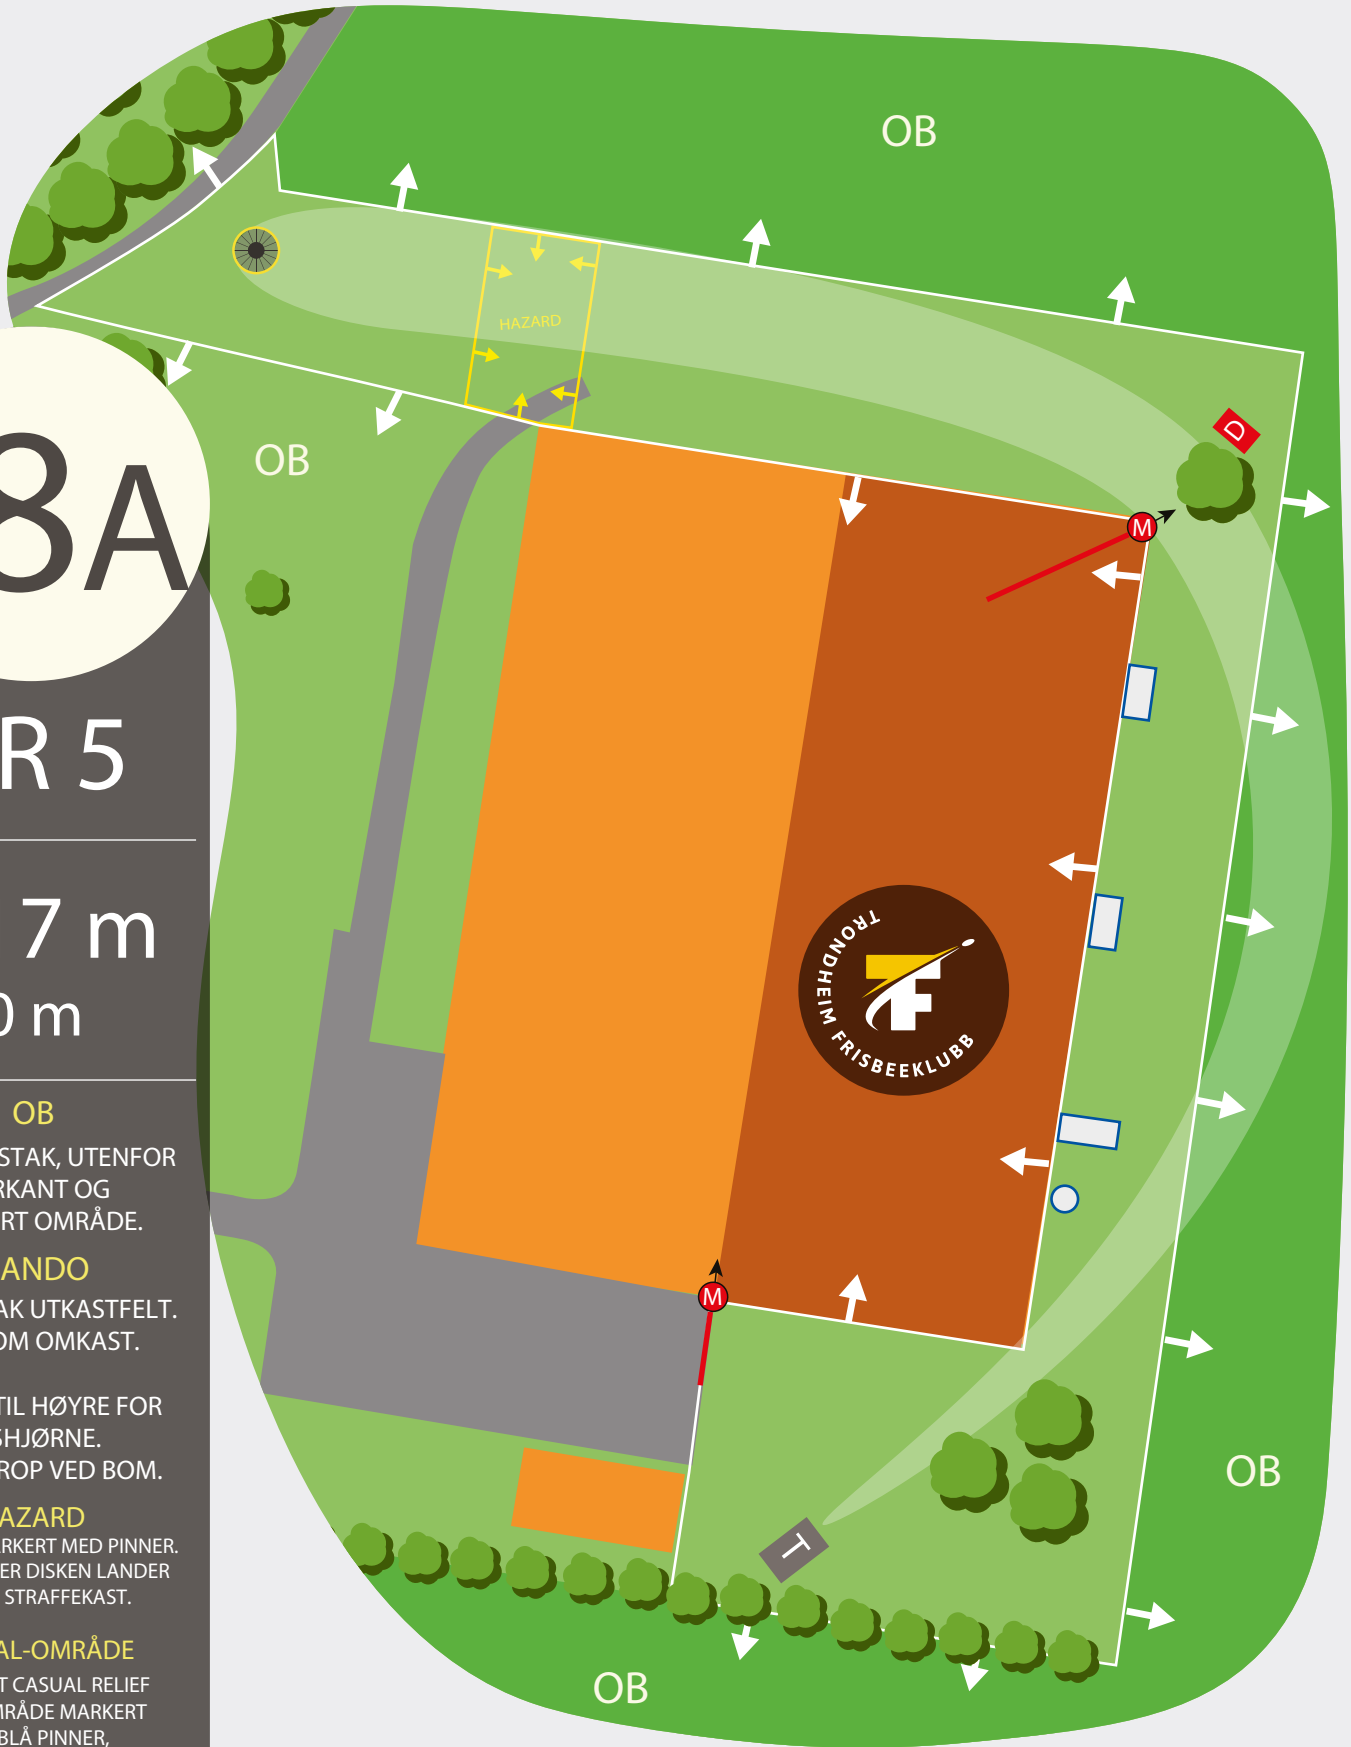 8A
R 5
7 m
0 m
OB
STAK, UTENFOR
RKANT OG
RT OMRÅDE.
ANDO
AK UTKASTFELT.
OM OMKAST.
TIL HØYRE FOR
SHJØRNE.
ROP VED BOM.
AZARD
RKERT MED PINNER.
ER DISKEN LANDER
STRAFFEKAST.
AL-OMRÅDE
T CASUAL RELIEF
MRÅDE MARKERT
BLÅ PINNER,
OB
HAZARD
D
OB
M
TRONDHEIM FRISBEEKLUBB
M
OB
T
OB